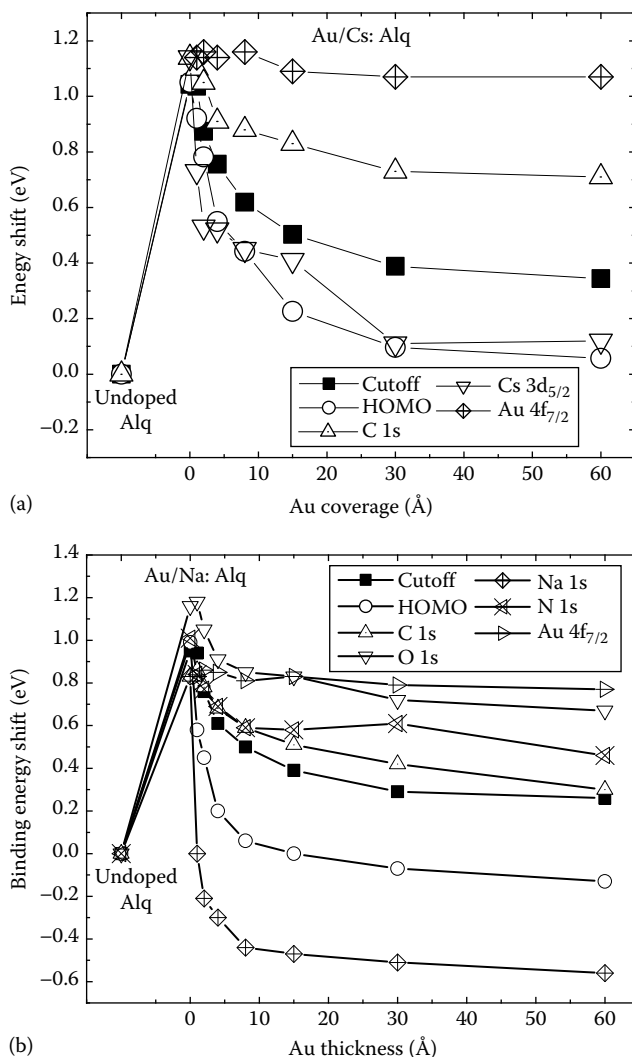 1.2
1.0
0.8
0.6
0.4
0.2
0.0
−0.2
Enegy shift (eV)
Au/Cs: Alq
Undoped
Alq
Cutoff
HOMO
C 1s
Cs 3d5/2
Au 4f7/2
0 10 20 30 40 50 60
(a)
Au coverage (Å)
1.4
1.2
1.0
0.8
0.6
0.4
0.2
0.0
−0.2
−0.4
−0.6
Binding energy shift (eV)
Au/Na: Alq
Cutoff
HOMO
C 1s
O 1s
Na 1s
N 1s
Au 4f7/2
Undoped
Alq
0 10 20 30 40 50 60
(b)
Au thickness (Å)